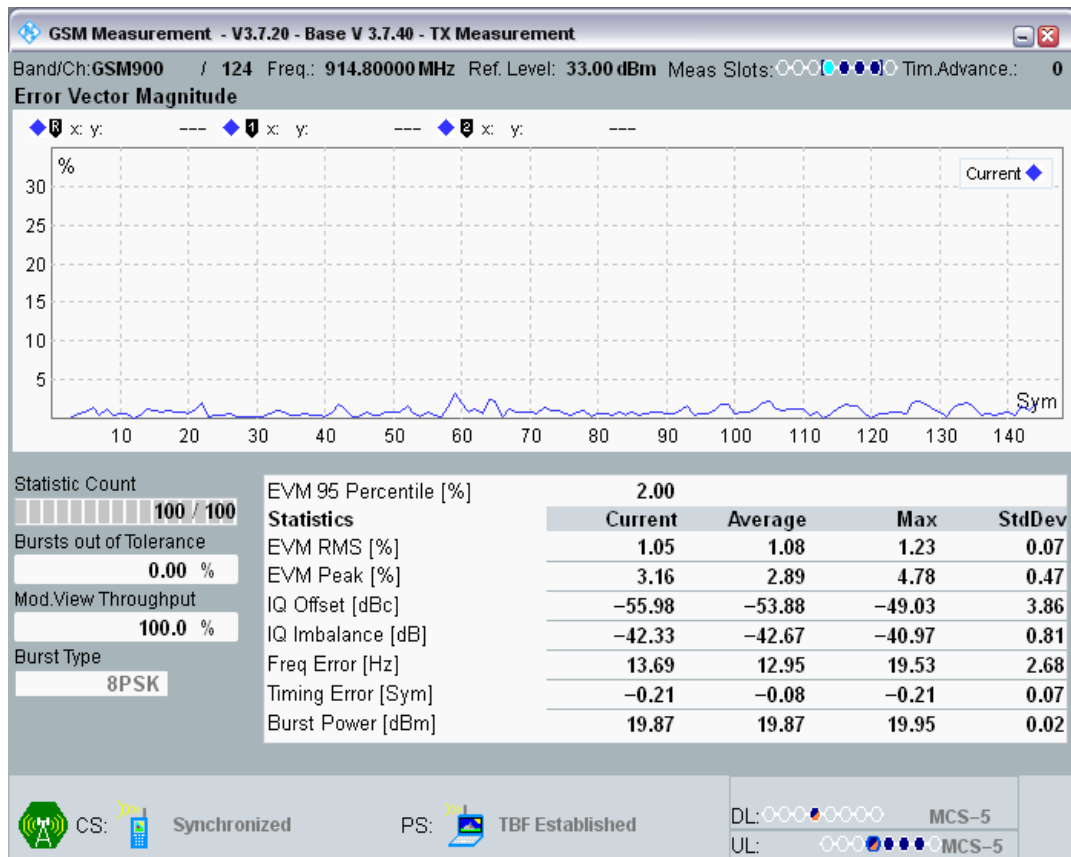 GSM Measurement - V3.7.20 - Base V 3.7.40 - TX Measurement
Band/Ch:GSM900 / 124 Freq.: 914.80000 MHz Ref. Level: 33.00 dBm Meas Slots: Tim.Advance.: 0
Error Vector Magnitude
R x: y: --- 1 x: y: --- 2 x: y: ---
%
Current
30
25
20
15
10
5
Sym
10 20 30 40 50 60 70 80 90 100 110 120 130 140
Statistic Count
100 / 100
Bursts out of Tolerance
0.00 %
Mod.View Throughput
100.0 %
Burst Type
8PSK
EVM 95 Percentile [%] 2.00
Statistics Current Average Max StdDev
EVM RMS [%] 1.05 1.08 1.23 0.07
EVM Peak [%] 3.16 2.89 4.78 0.47
IQ Offset [dBc] −55.98 −53.88 −49.03 3.86
IQ Imbalance [dB] −42.33 −42.67 −40.97 0.81
Freq Error [Hz] 13.69 12.95 19.53 2.68
Timing Error [Sym] −0.21 −0.08 −0.21 0.07
Burst Power [dBm] 19.87 19.87 19.95 0.02
CS: Synchronized PS: TBF Established
DL: MCS−5
UL: MCS−5